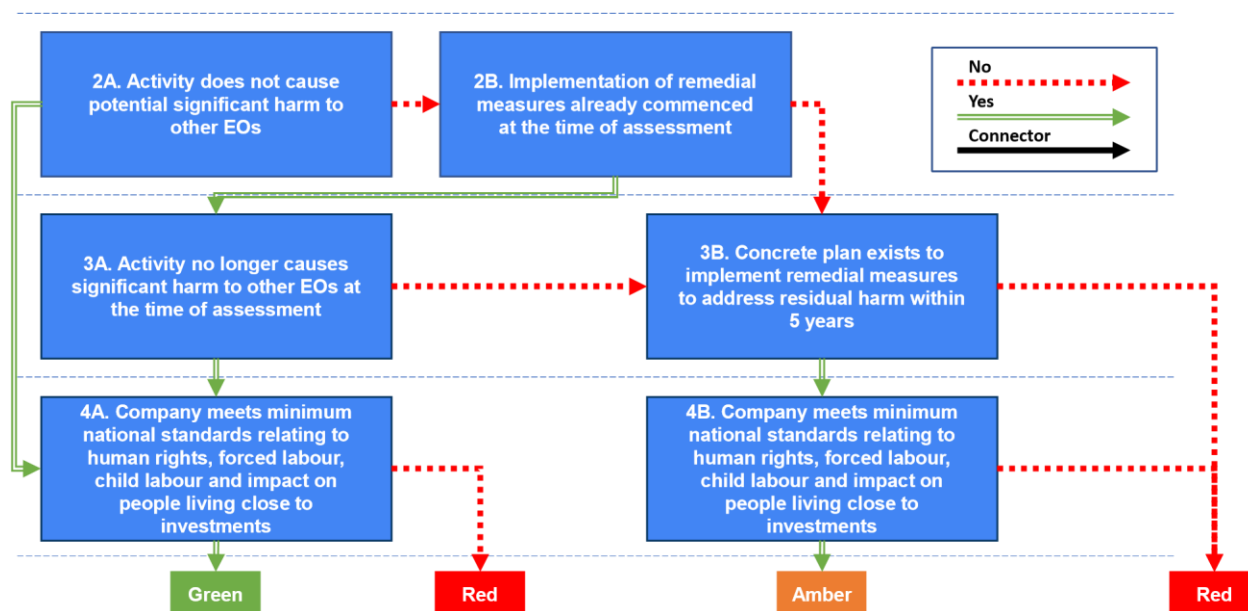 2A. Activity does not cause
potential significant harm to
other EOs
2B. Implementation of remedial
measures already commenced
at the time of assessment
No
Yes
Connector
3A. Activity no longer causes
significant harm to other EOs at
the time of assessment
3B. Concrete plan exists to
implement remedial measures
to address residual harm within
5 years
4A. Company meets minimum
national standards relating to
human rights, forced labour,
child labour and impact on
people living close to
investments
4B. Company meets minimum
national standards relating to
human rights, forced labour,
child labour and impact on
people living close to
investments
Green
Red
Amber
Red